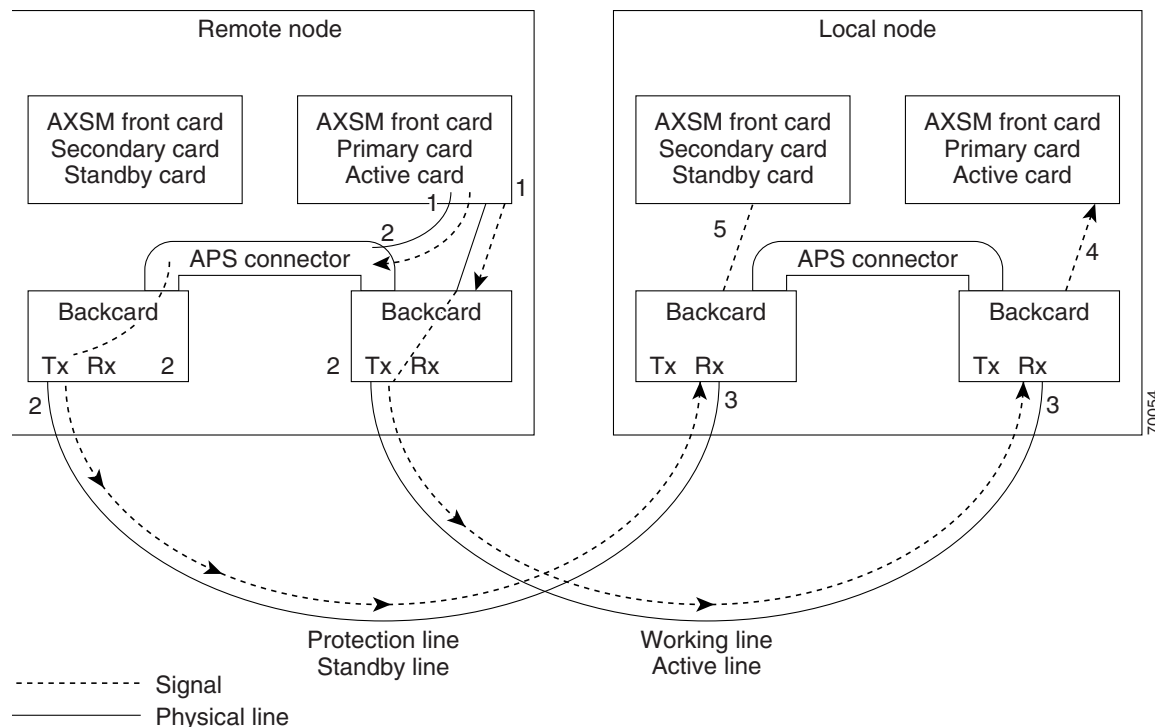 Remote node
Local node
AXSM front card
Secondary card
Standby card
AXSM front card
Primary card
Active card
AXSM front card
Secondary card
Standby card
AXSM front card
Primary card
Active card
1
1
2
5
4
APS connector
APS connector
Backcard
Backcard
Backcard
Backcard
Tx Rx 2
2 Tx Rx
Tx Rx
Tx Rx
2
3
3
70054
Protection line
Standby line
Working line
Active line
Signal
Physical line